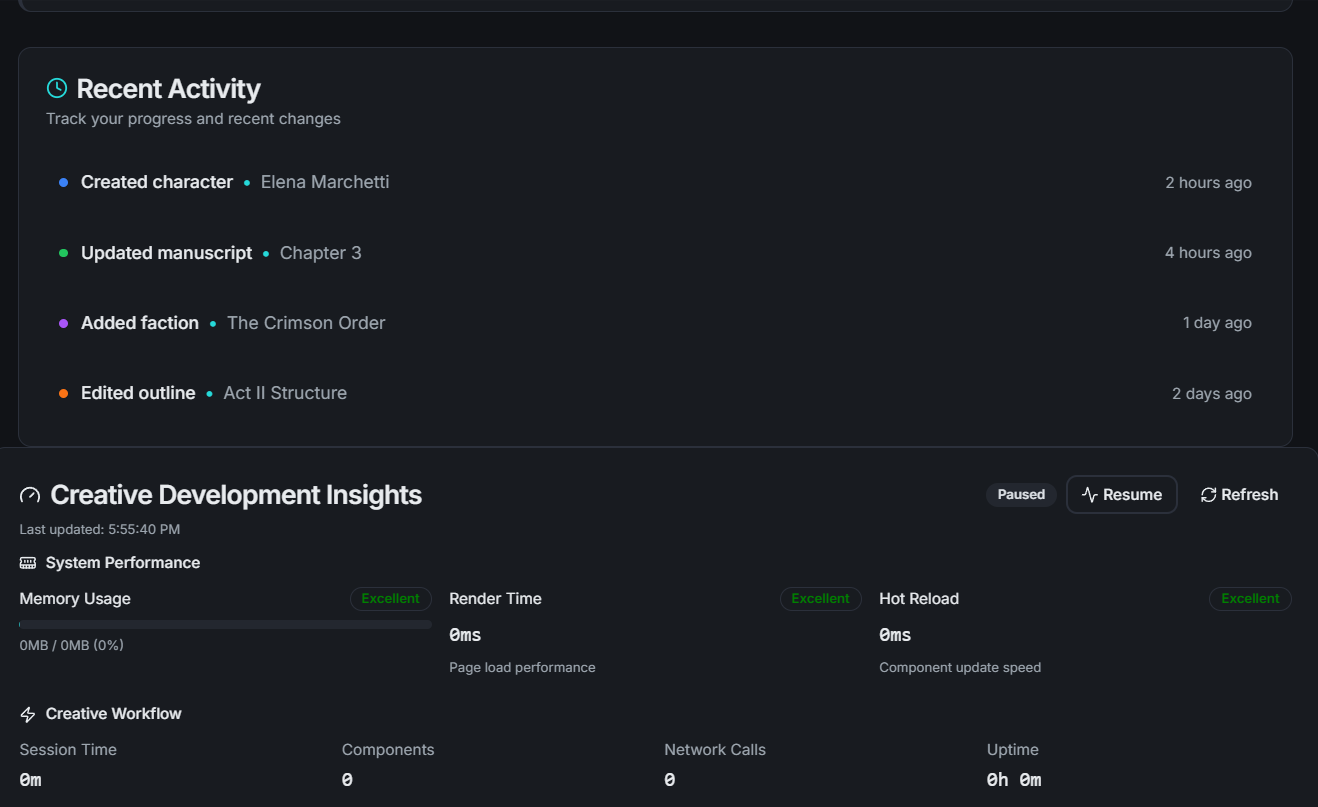 Recent Activity
Track your progress and recent changes
Created character • Elena Marchetti 2 hours ago
Updated manuscript • Chapter 3 4 hours ago
Added faction • The Crimson Order 1 day ago
Edited outline • Act II Structure 2 days ago
Creative Development Insights Paused Resume Refresh
Last updated: 5:55:40 PM
System Performance
Memory Usage Excellent Render Time Excellent Hot Reload Excellent
0ms 0ms
0MB / 0MB (0%)
Page load performance Component update speed
Creative Workflow
Session Time Components Network Calls Uptime
0m 0 0 0h 0m